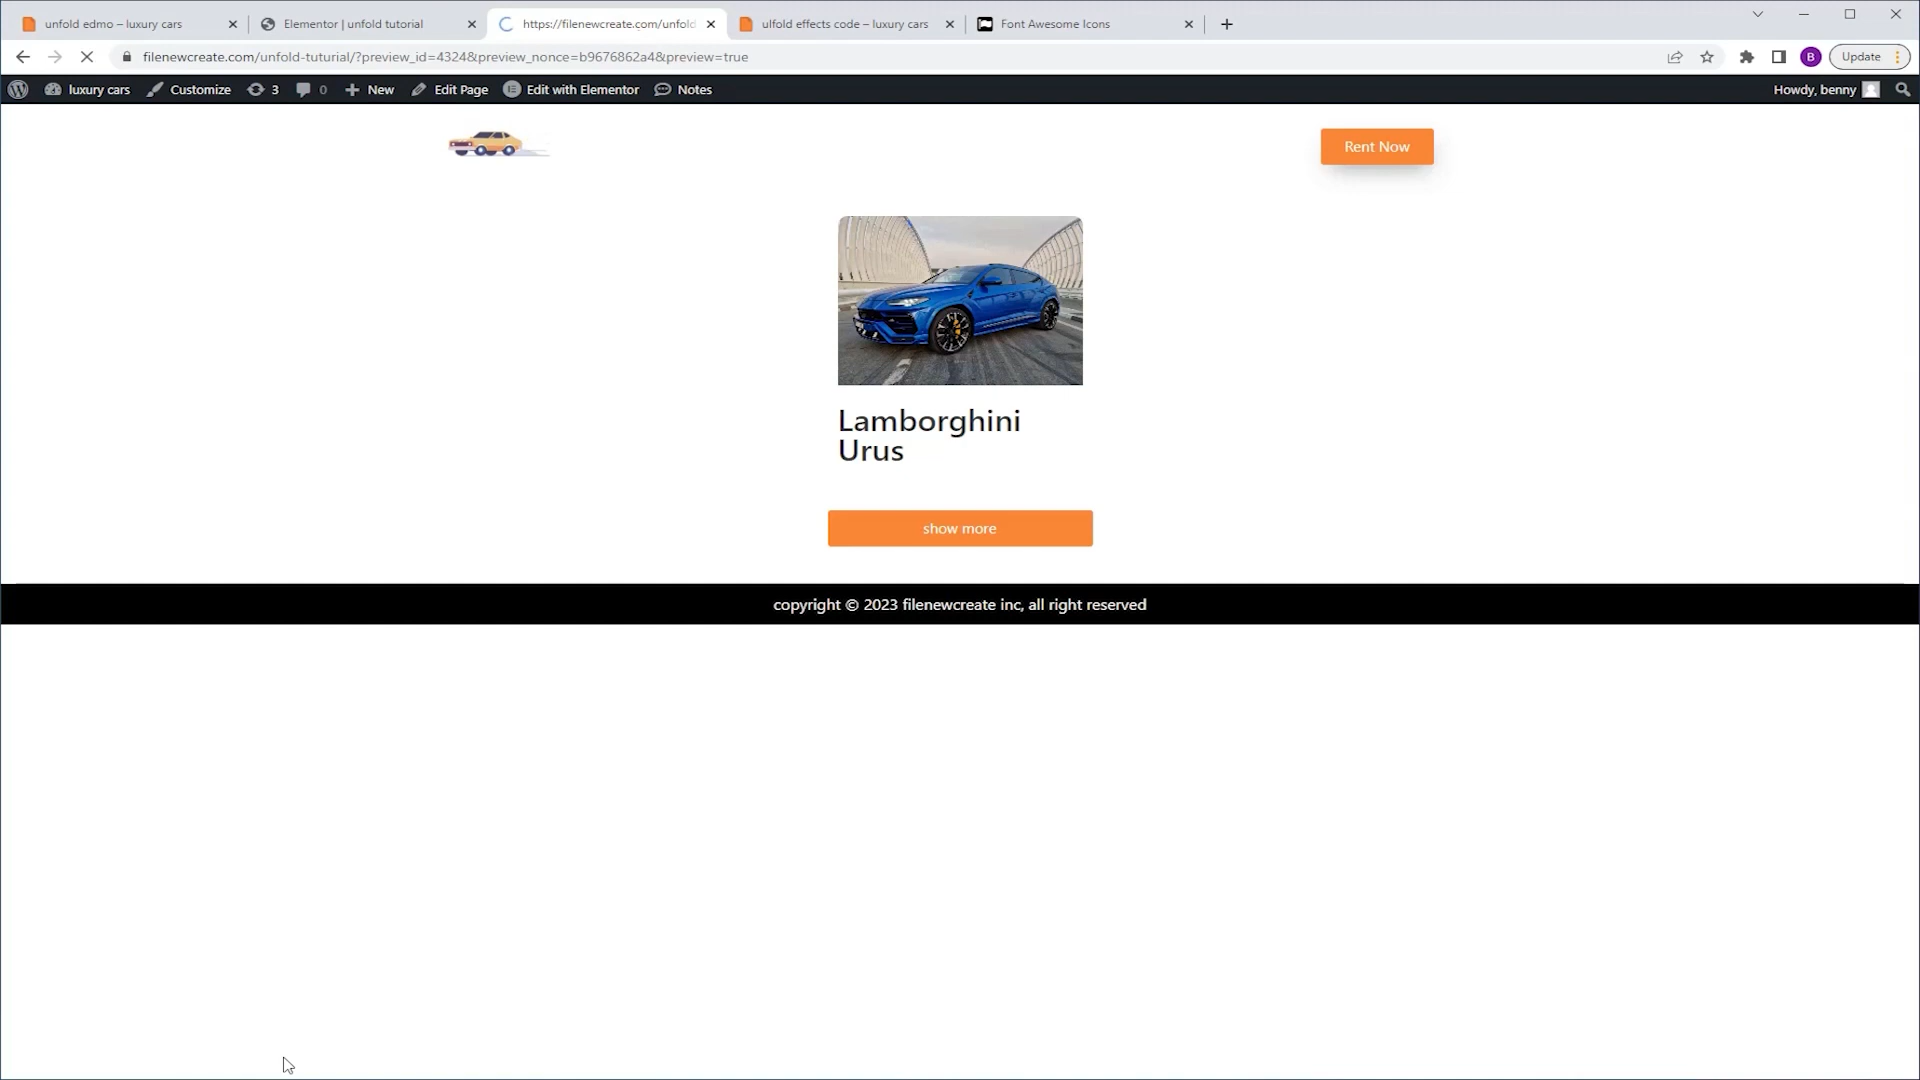 unfold edmo – luxury cars
Elementor | unfold tutorial
https://filenewcreate.com/unfold
ulfold effects code – luxury cars
Font Awesome Icons
filenewcreate.com/unfold-tuturial/?preview_id=4324&preview_nonce=b9676862a4&preview=true
B
Update
luxury cars
Customize
3
0
New
Edit Page
Edit with Elementor
Notes
Howdy, benny
Rent Now
Lamborghini
Urus
show more
copyright © 2023 filenewcreate inc, all right reserved